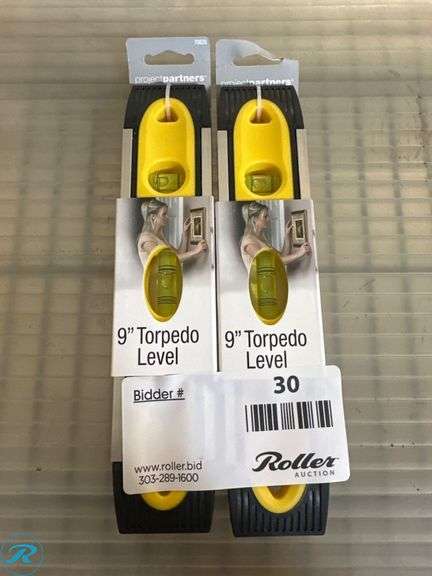 projectpartners
projectpartners
9" Torpedo
Level
9" Torpedo
Level
Bidder #
30
www.roller.bid
303-289-1600
Roller
AUCTION
R